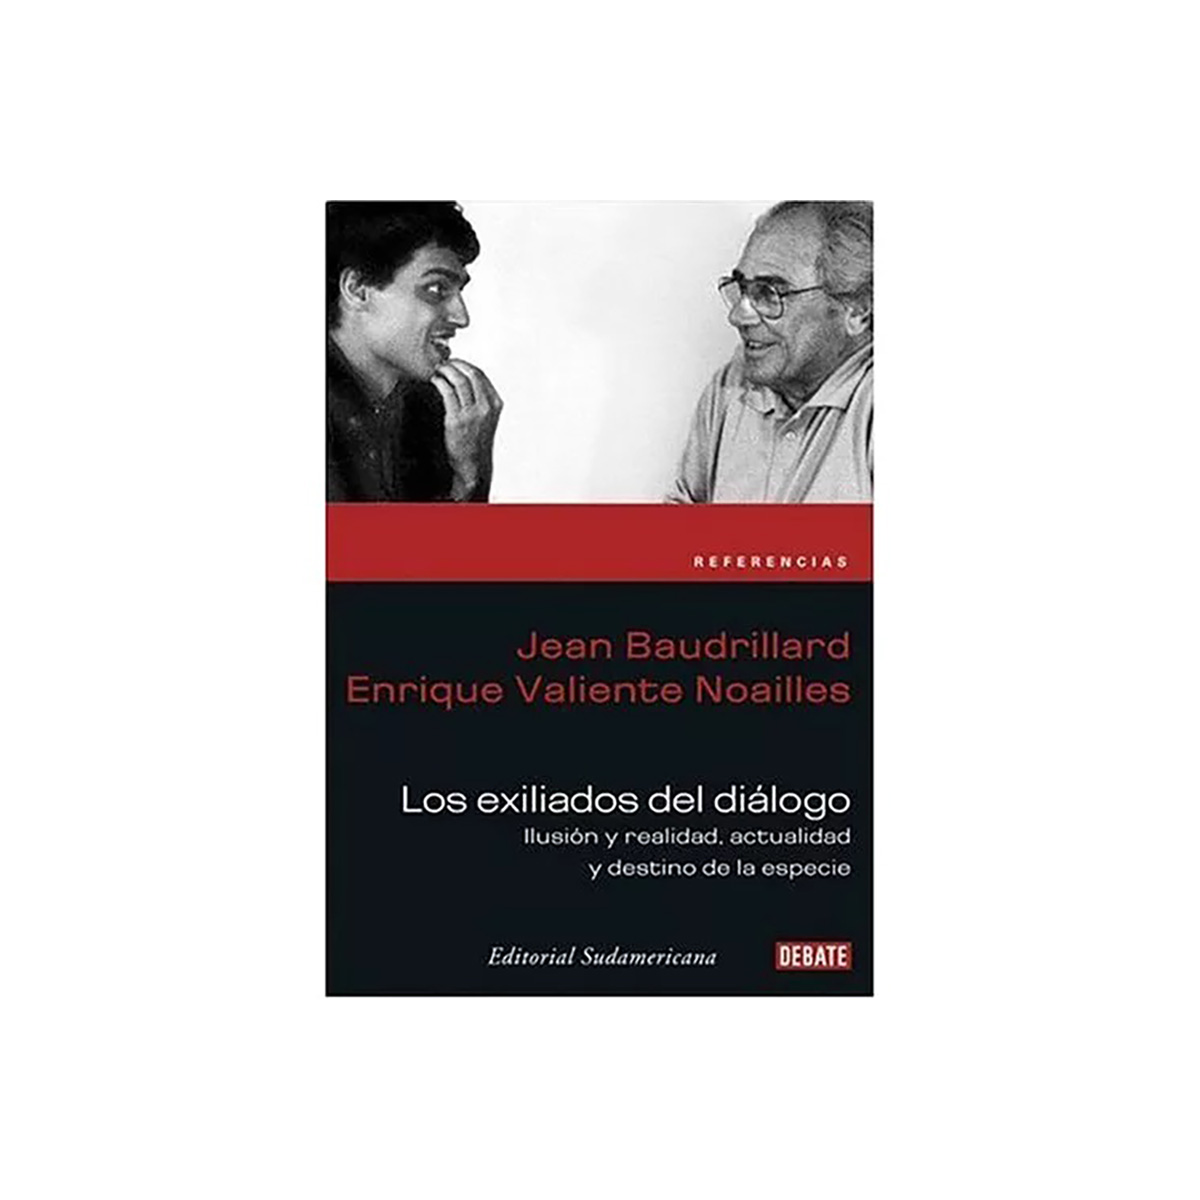 REFERENCIAS
Jean Baudrillard
Enrique Valiente Noailles
Los exiliados del diálogo
Ilusión y realidad, actualidad
y destino de la especie
Editorial Sudamericana
DEBATE